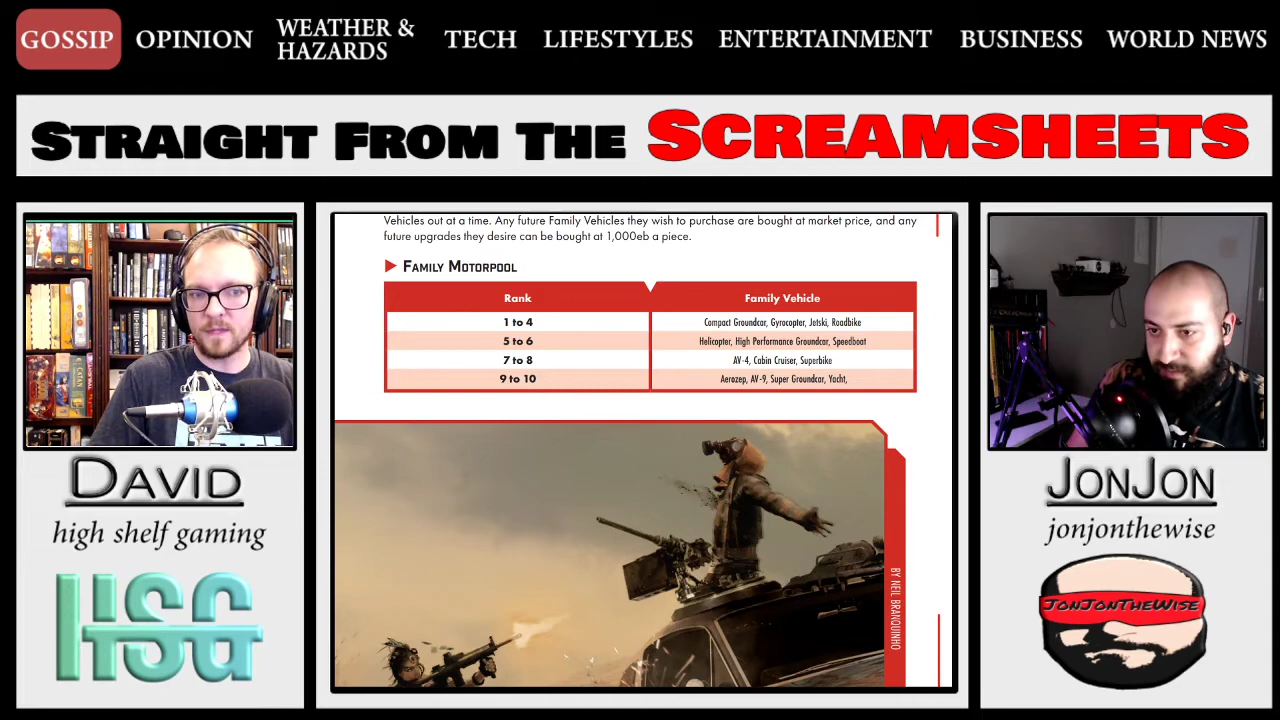 GOSSIP
OPINION
WEATHER &
HAZARDS
TECH
LIFESTYLES
ENTERTAINMENT
BUSINESS
WORLD NEWS
STRAIGHT FROM THE SCREAMSHEETS
Vehicles out at a time. Any future Family Vehicles they wish to purchase are bought at market price, and any
future upgrades they desire can be bought at 1,000eb a piece.
FAMILY MOTORPOOL
Rank Family Vehicle
1 to 4 Compact Groundcar, Gyrocopter, Jetski, Roadbike
5 to 6 Helicopter, High Performance Groundcar, Speedboat
7 to 8 AV-4, Cabin Cruiser, Superbike
9 to 10 Aerozep, AV-9, Super Groundcar, Yacht,
BY NEIL BRANQUINHO
CATAN
DAVID
high shelf gaming
HSG
JONJON
jonjonthewise
JONJONTHEWISE